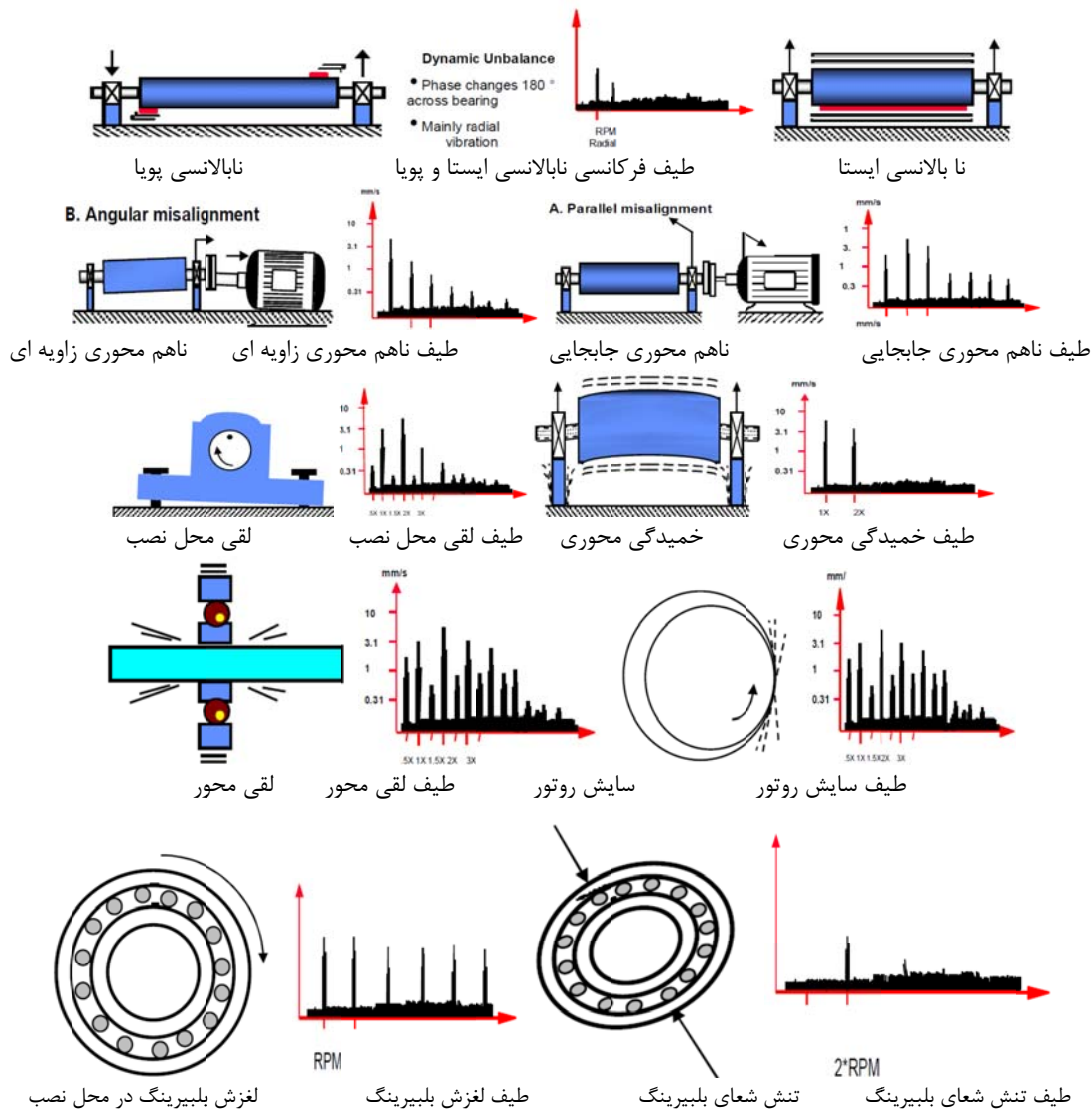 Dynamic Unbalance
• Phase changes 180 °
across bearing
• Mainly radial
vibration
RPM
Radial
نا بالانسی ایستا
طیف فرکانسی نابالانسی ایستا و پویا
نابالانسی پویا
B. Angular misalignment
mm/s
10
3.1
1
0.31
A. Parallel misalignment
mm/s
1
3.
1
0.3
mm/s
طیف ناهم محوری جابجایی
ناهم محوری جابجایی
طیف ناهم محوری زاویه ای
ناهم محوری زاویه ای
mm/s
10
3.1
1
0.31
.5X 1X 1.5X 2X 3X
mm/s
10
3.1
1
0.31
1X 2X
طیف خمیدگی محوری
خمیدگی محوری
طیف لقی محل نصب
لقی محل نصب
mm/s
10
3.1
1
0.31
.5X 1X 1.5X 2X 3X
mm/
10
3.1
1
0.31
.5X 1X 1.5X2X 3X
طیف سایش روتور
سایش روتور
طیف لقی محور
لقی محور
RPM
2*RPM
طیف تنش شعای بلبیرینگ
تنش شعای بلبیرینگ
طیف لغزش بلبیرینگ
لغزش بلبیرینگ در محل نصب